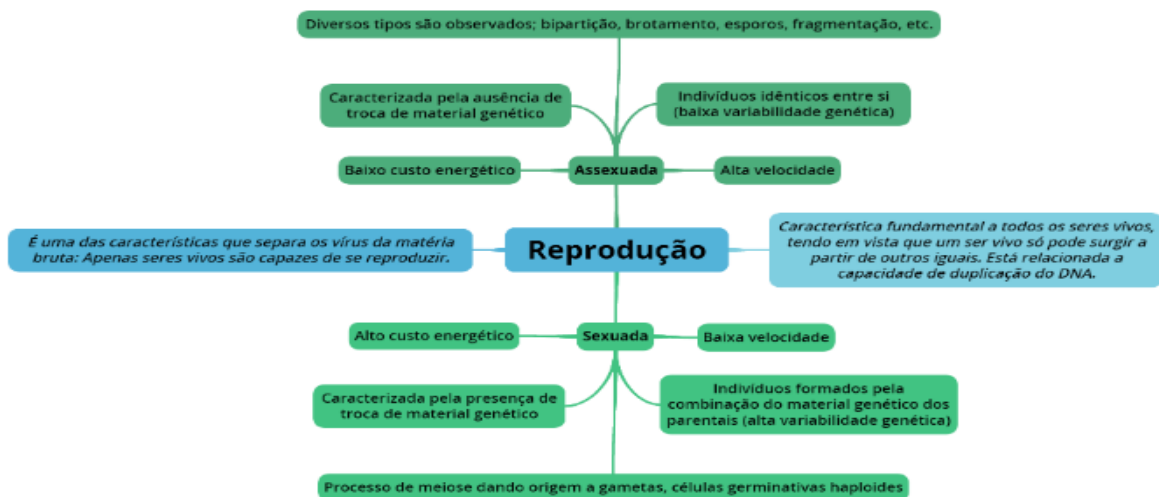 Diversos tipos são observados; bipartição, brotamento, esporos, fragmentação, etc.
Caracterizada pela ausência de
troca de material genético
Indivíduos idênticos entre si
(baixa variabilidade genética)
Baixo custo energético
Assexuada
Alta velocidade
É uma das características que separa os vírus da matéria
bruta: Apenas seres vivos são capazes de se reproduzir.
Reprodução
Característica fundamental a todos os seres vivos,
tendo em vista que um ser vivo só pode surgir a
partir de outros iguais. Está relacionada a
capacidade de duplicação do DNA.
Alto custo energético
Sexuada
Baixa velocidade
Caracterizada pela presença de
troca de material genético
Indivíduos formados pela
combinação do material genético dos
parentais (alta variabilidade genética)
Processo de meiose dando origem a gametas, células germinativas haploides